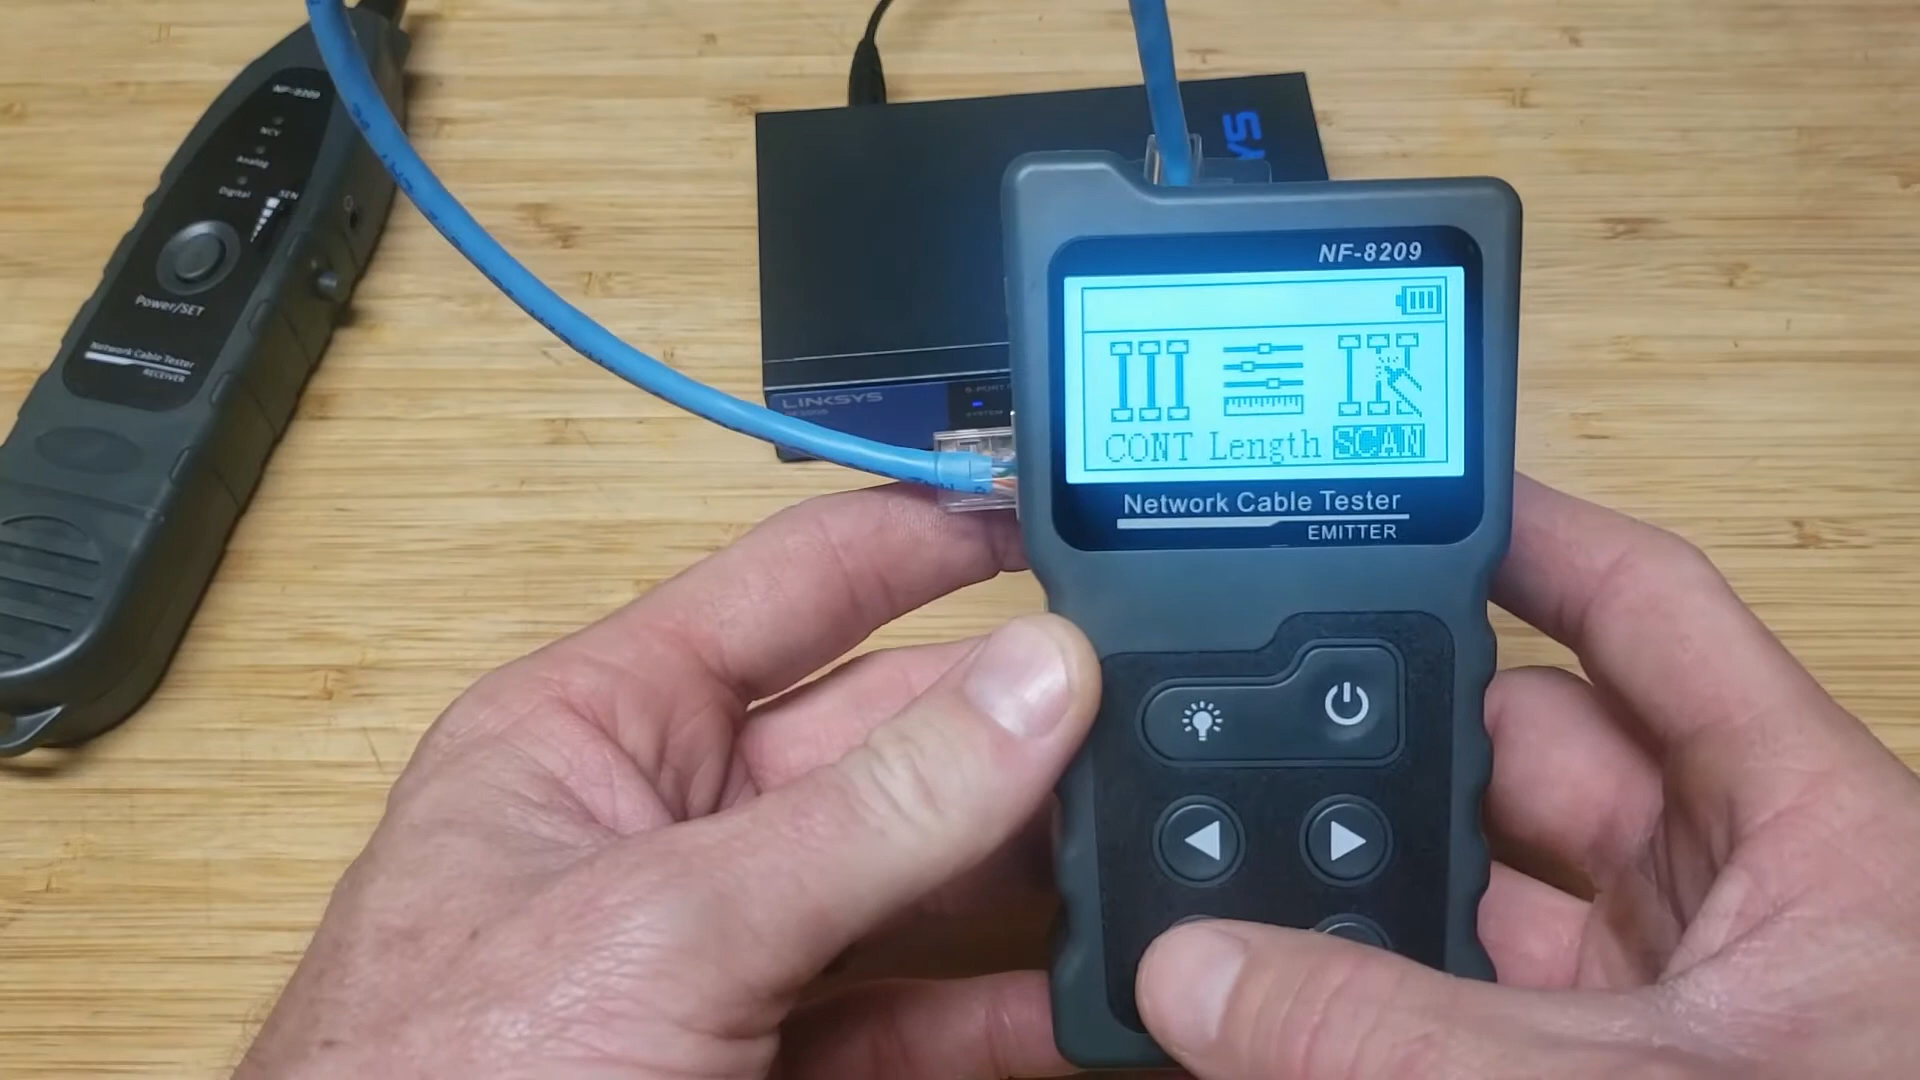 NF-8209
NCV
Analog
Digital
SEN
Power/SET
Network Cable Tester
RECEIVER
LINKSYS
SYSTEM
NF-8209
CONT Length SCAN
Network Cable Tester
EMITTER